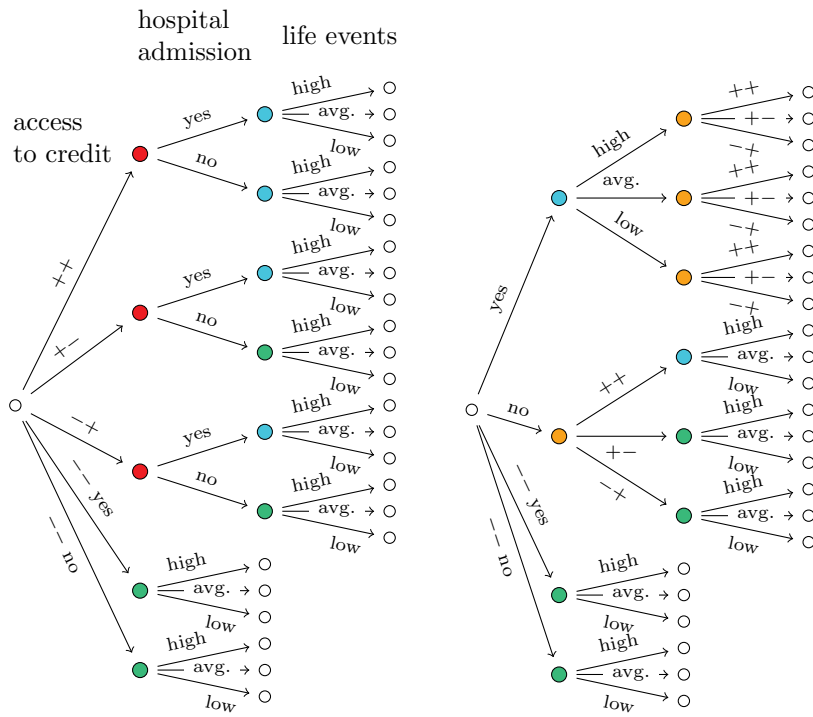 hospital
admission
life events
access
to credit
++
+−
−+
−− yes
−− no
yes
no
yes
no
yes
no
high
avg.
low
high
avg.
low
high
avg.
low
high
avg.
low
high
avg.
low
high
avg.
low
high
avg.
low
high
avg.
low
yes
no
−− yes
−− no
high
avg.
low
++
+−
−+
++
+−
−+
++
+−
−+
++
+−
−+
high
avg.
low
high
avg.
low
high
avg.
low
high
avg.
low
high
avg.
low